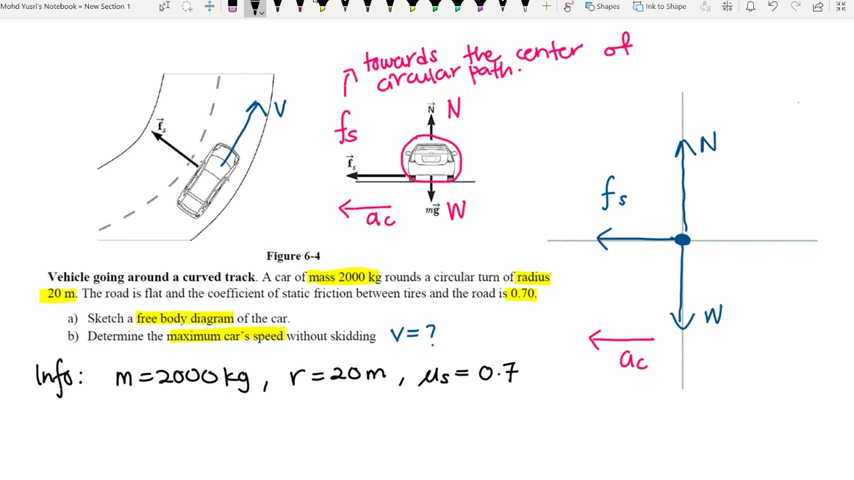 Mohd Yusri's Notebook » New Section 1
Shapes
Ink to Shape
towards the center of
circular path.
V
fs
N
N
fs
fs
ac
mg
W
N
fs
W
ac
Figure 6-4
Vehicle going around a curved track. A car of mass 2000 kg rounds a circular turn of radius
20 m. The road is flat and the coefficient of static friction between tires and the road is 0.70.
a) Sketch a free body diagram of the car.
b) Determine the maximum car's speed without skidding V = ?
Info: m = 2000 kg, r = 20 m, μs = 0.7